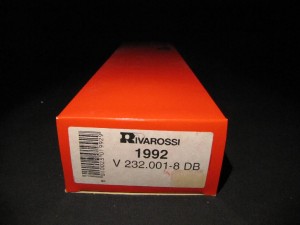 RIVAROSSI
1992
V 232.001-8 DB